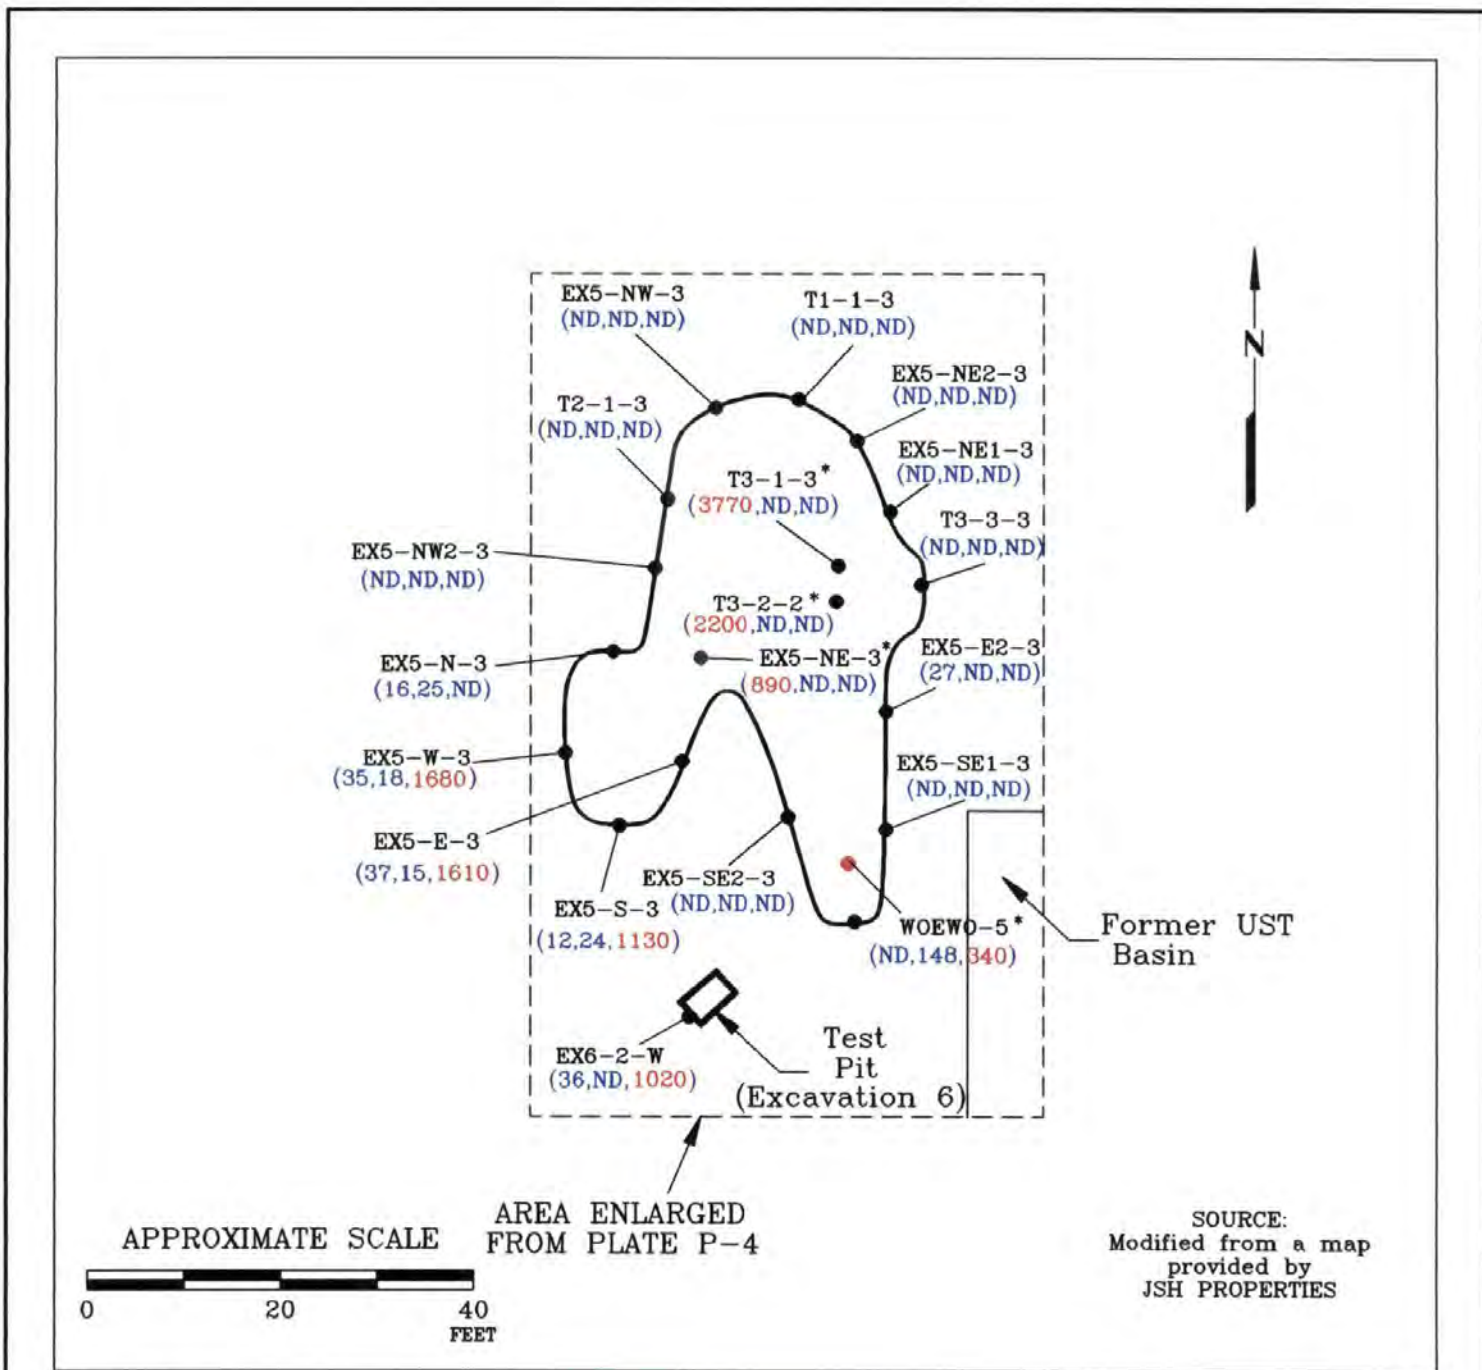 EX5-NW-3
(ND,ND,ND)
T1-1-3
(ND,ND,ND)
EX5-NE2-3
(ND,ND,ND)
T2-1-3
(ND,ND,ND)
EX5-NE1-3
(ND,ND,ND)
T3-1-3*
(3770,ND,ND)
T3-3-3
(ND,ND,ND)
EX5-NW2-3
(ND,ND,ND)
T3-2-2*
(2200,ND,ND)
EX5-N-3
(16,25,ND)
EX5-NE-3*
(890,ND,ND)
EX5-E2-3
(27,ND,ND)
EX5-W-3
(35,18,1680)
EX5-SE1-3
(ND,ND,ND)
EX5-E-3
(37,15,1610)
EX5-SE2-3
(ND,ND,ND)
EX5-S-3
(12,24,1130)
WOEWO-5*
(ND,148,340)
Former UST
Basin
EX6-2-W
(36,ND,1020)
Test
Pit
(Excavation 6)
N
AREA ENLARGED
FROM PLATE P-4
APPROXIMATE SCALE
0 20 40
FEET
SOURCE:
Modified from a map
provided by
JSH PROPERTIES